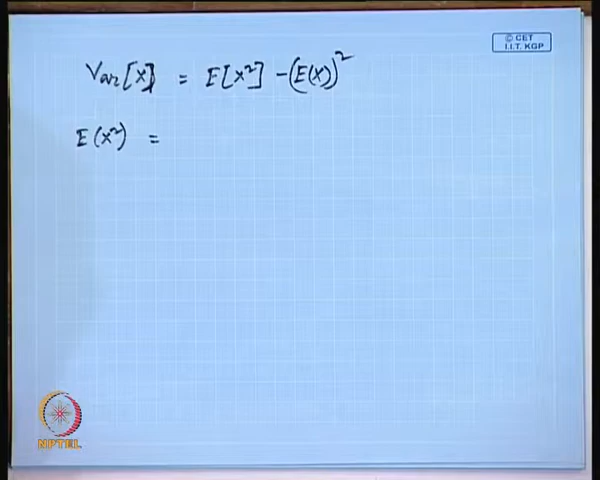 © CET
I.I.T. KGP
Var[X] = E[X²] - (E(X))²
E(X²) =
NPTEL